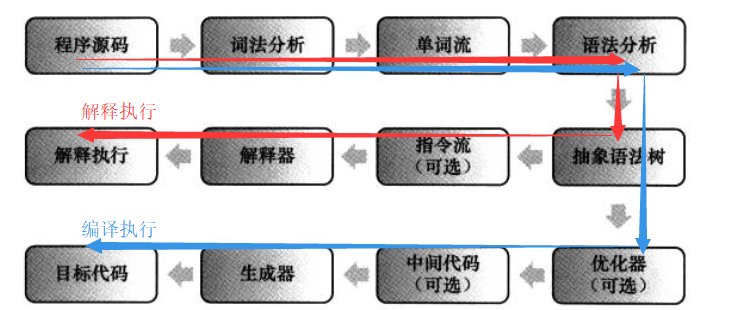 程序源码
词法分析
单词流
语法分析
解释执行
解释执行
解释器
指令流
(可选)
抽象语法树
编译执行
目标代码
生成器
中间代码
(可选)
优化器
(可选)